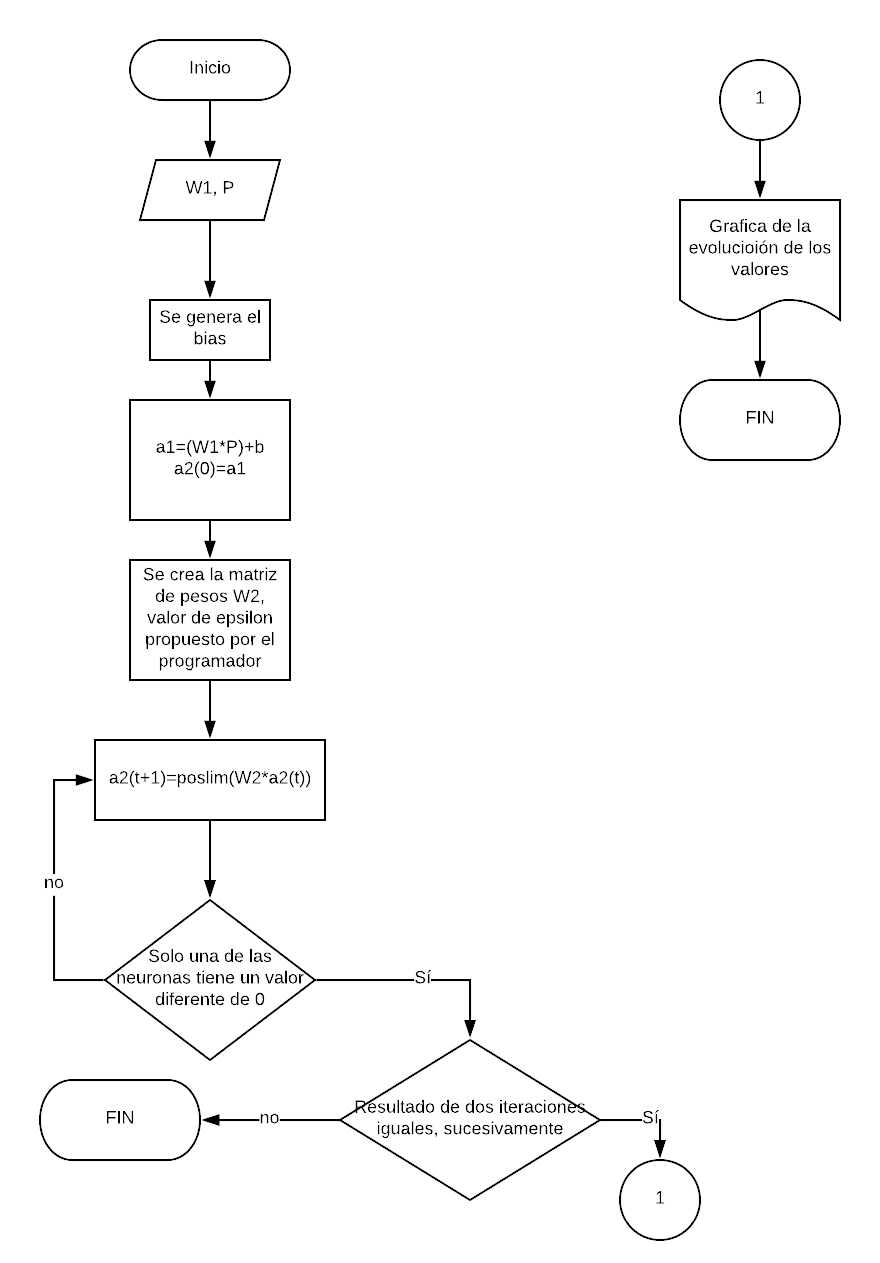 Inicio
W1, P
Se genera el
bias
a1=(W1*P)+b
a2(0)=a1
Se crea la matriz
de pesos W2,
valor de epsilon
propuesto por el
programador
a2(t+1)=poslim(W2*a2(t))
no
Solo una de las
neuronas tiene un valor
diferente de 0
Sí
Resultado de dos iteraciones
iguales, sucesivamente
no
FIN
Sí
1
1
Grafica de la
evolucioión de los
valores
FIN